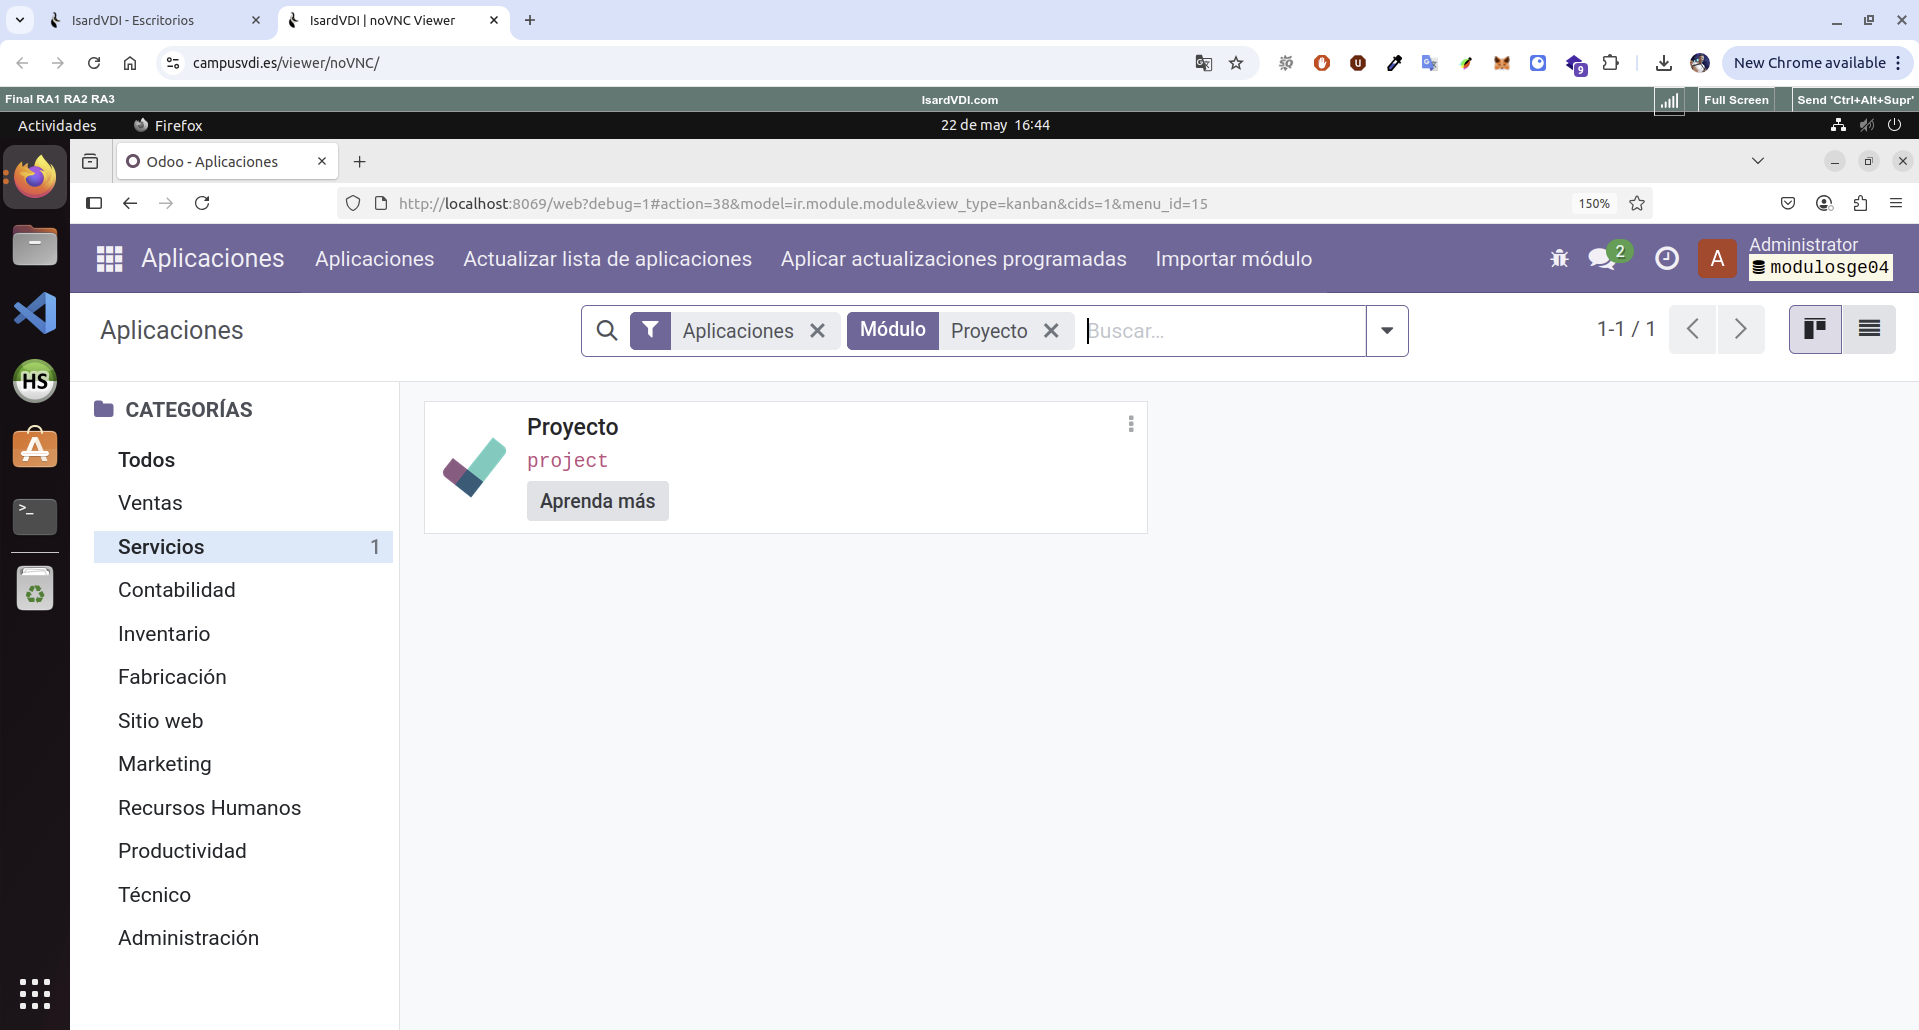 IsardVDI - Escritorios
IsardVDI | noVNC Viewer
campusvdi.es/viewer/noVNC/
9
New Chrome available
Final RA1 RA2 RA3
IsardVDI.com
Full Screen
Send 'Ctrl+Alt+Supr'
Actividades
Firefox
22 de may 16:44
Odoo - Aplicaciones
http://localhost:8069/web?debug=1#action=38&model=ir.module.module&view_type=kanban&cids=1&menu_id=15
150%
Aplicaciones
Aplicaciones
Actualizar lista de aplicaciones
Aplicar actualizaciones programadas
Importar módulo
2
A
Administrator
modulosge04
Aplicaciones
Aplicaciones
Módulo
Proyecto
Buscar...
1-1 / 1
HS
CATEGORÍAS
Todos
Ventas
Servicios 1
Contabilidad
Inventario
Fabricación
Sitio web
Marketing
Recursos Humanos
Productividad
Técnico
Administración
Proyecto
project
Aprenda más